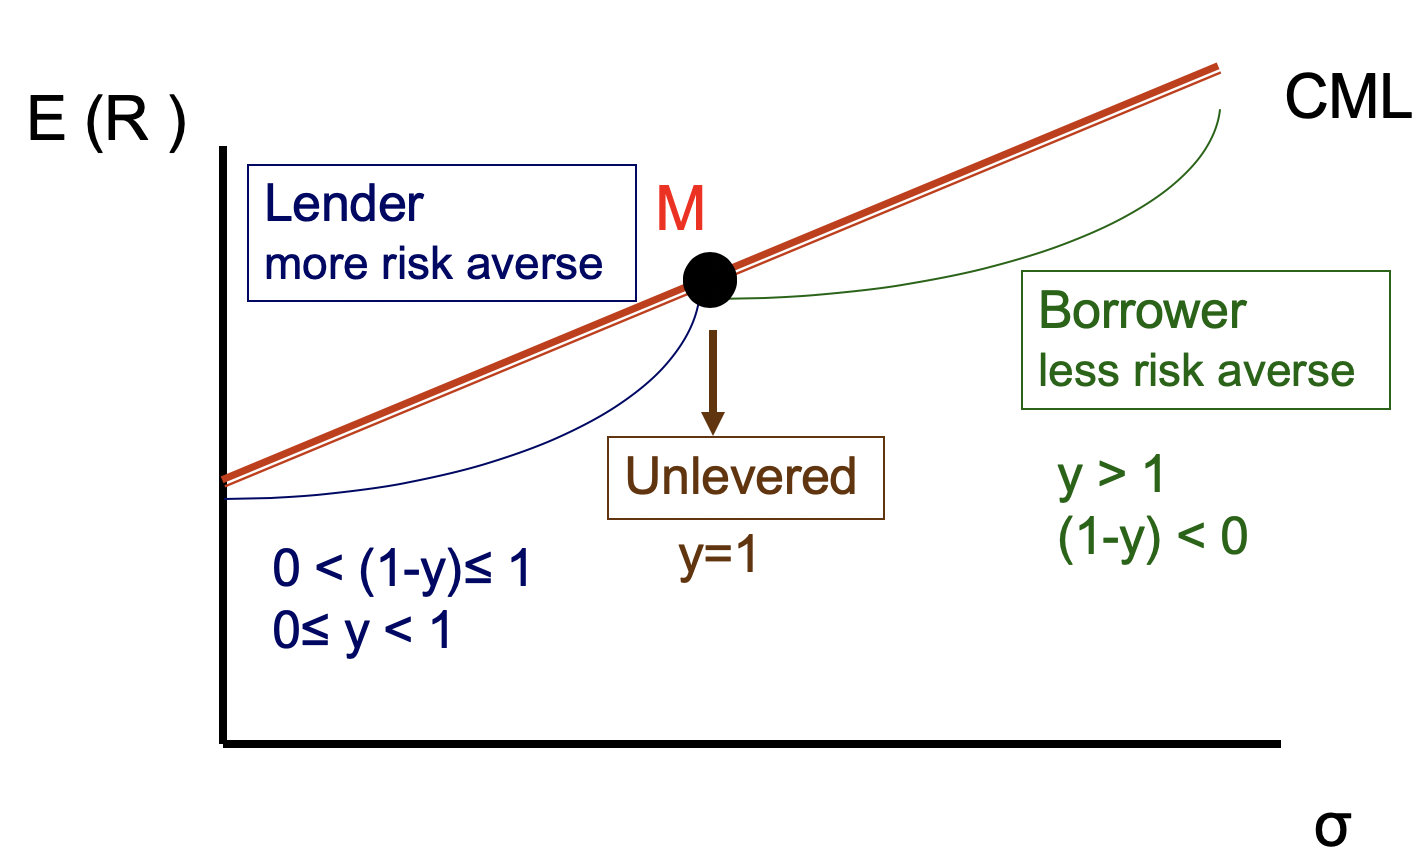 E (R )
CML
Lender
more risk averse
M
Borrower
less risk averse
Unlevered
y=1
y > 1
(1-y) < 0
0 < (1-y)≤ 1
0≤ y < 1
σ